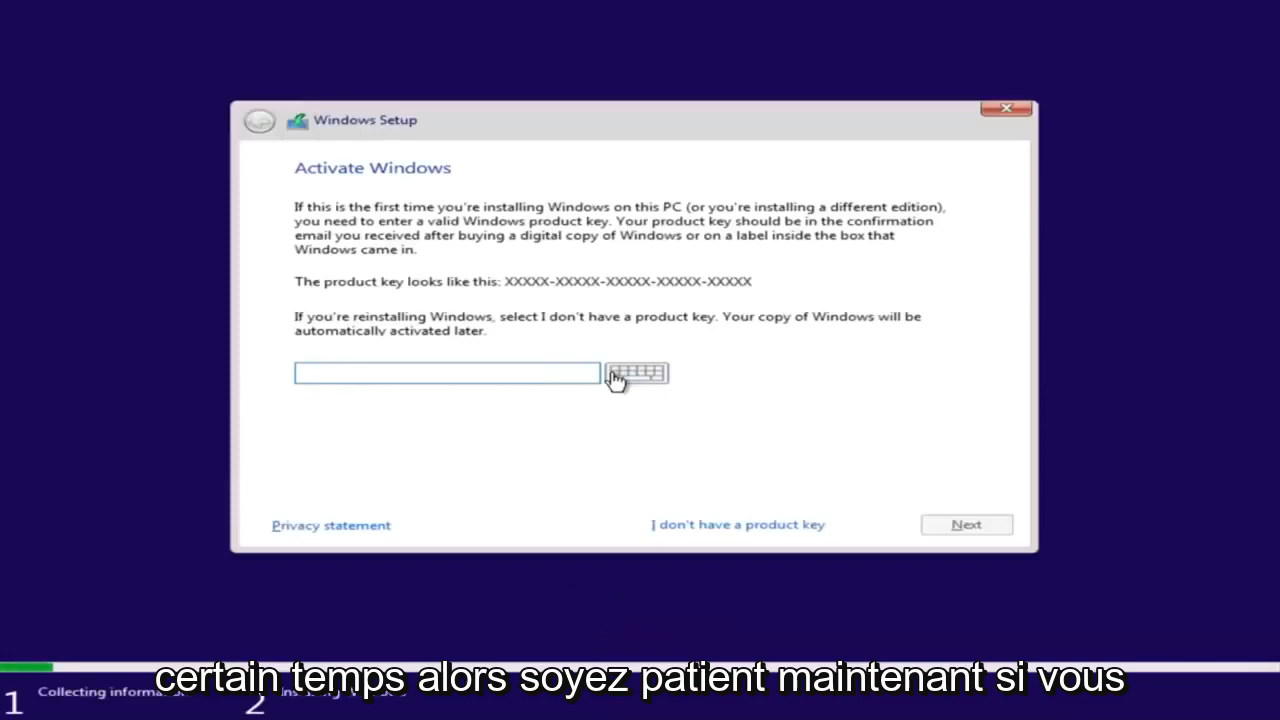 Windows Setup
Activate Windows
If this is the first time you're installing Windows on this PC (or you're installing a different edition),
you need to enter a valid Windows product key. Your product key should be in the confirmation
email you received after buying a digital copy of Windows or on a label inside the box that
Windows came in.
The product key looks like this: XXXXX-XXXXX-XXXXX-XXXXX-XXXXX
If you're reinstalling Windows, select I don't have a product key. Your copy of Windows will be
automatically activated later.
Privacy statement I don't have a product key Next
certain temps alors soyez patient maintenant si vous
1 Collecting 2